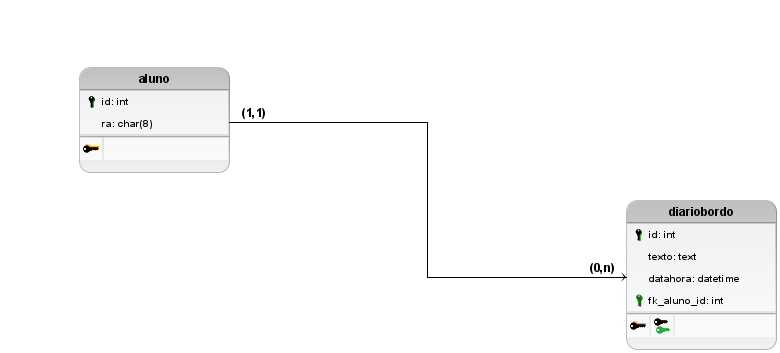 aluno
id: int
ra: char(8)
(1,1)
diariobordo
id: int
texto: text
datahora: datetime
(0,n)
fk_aluno_id: int